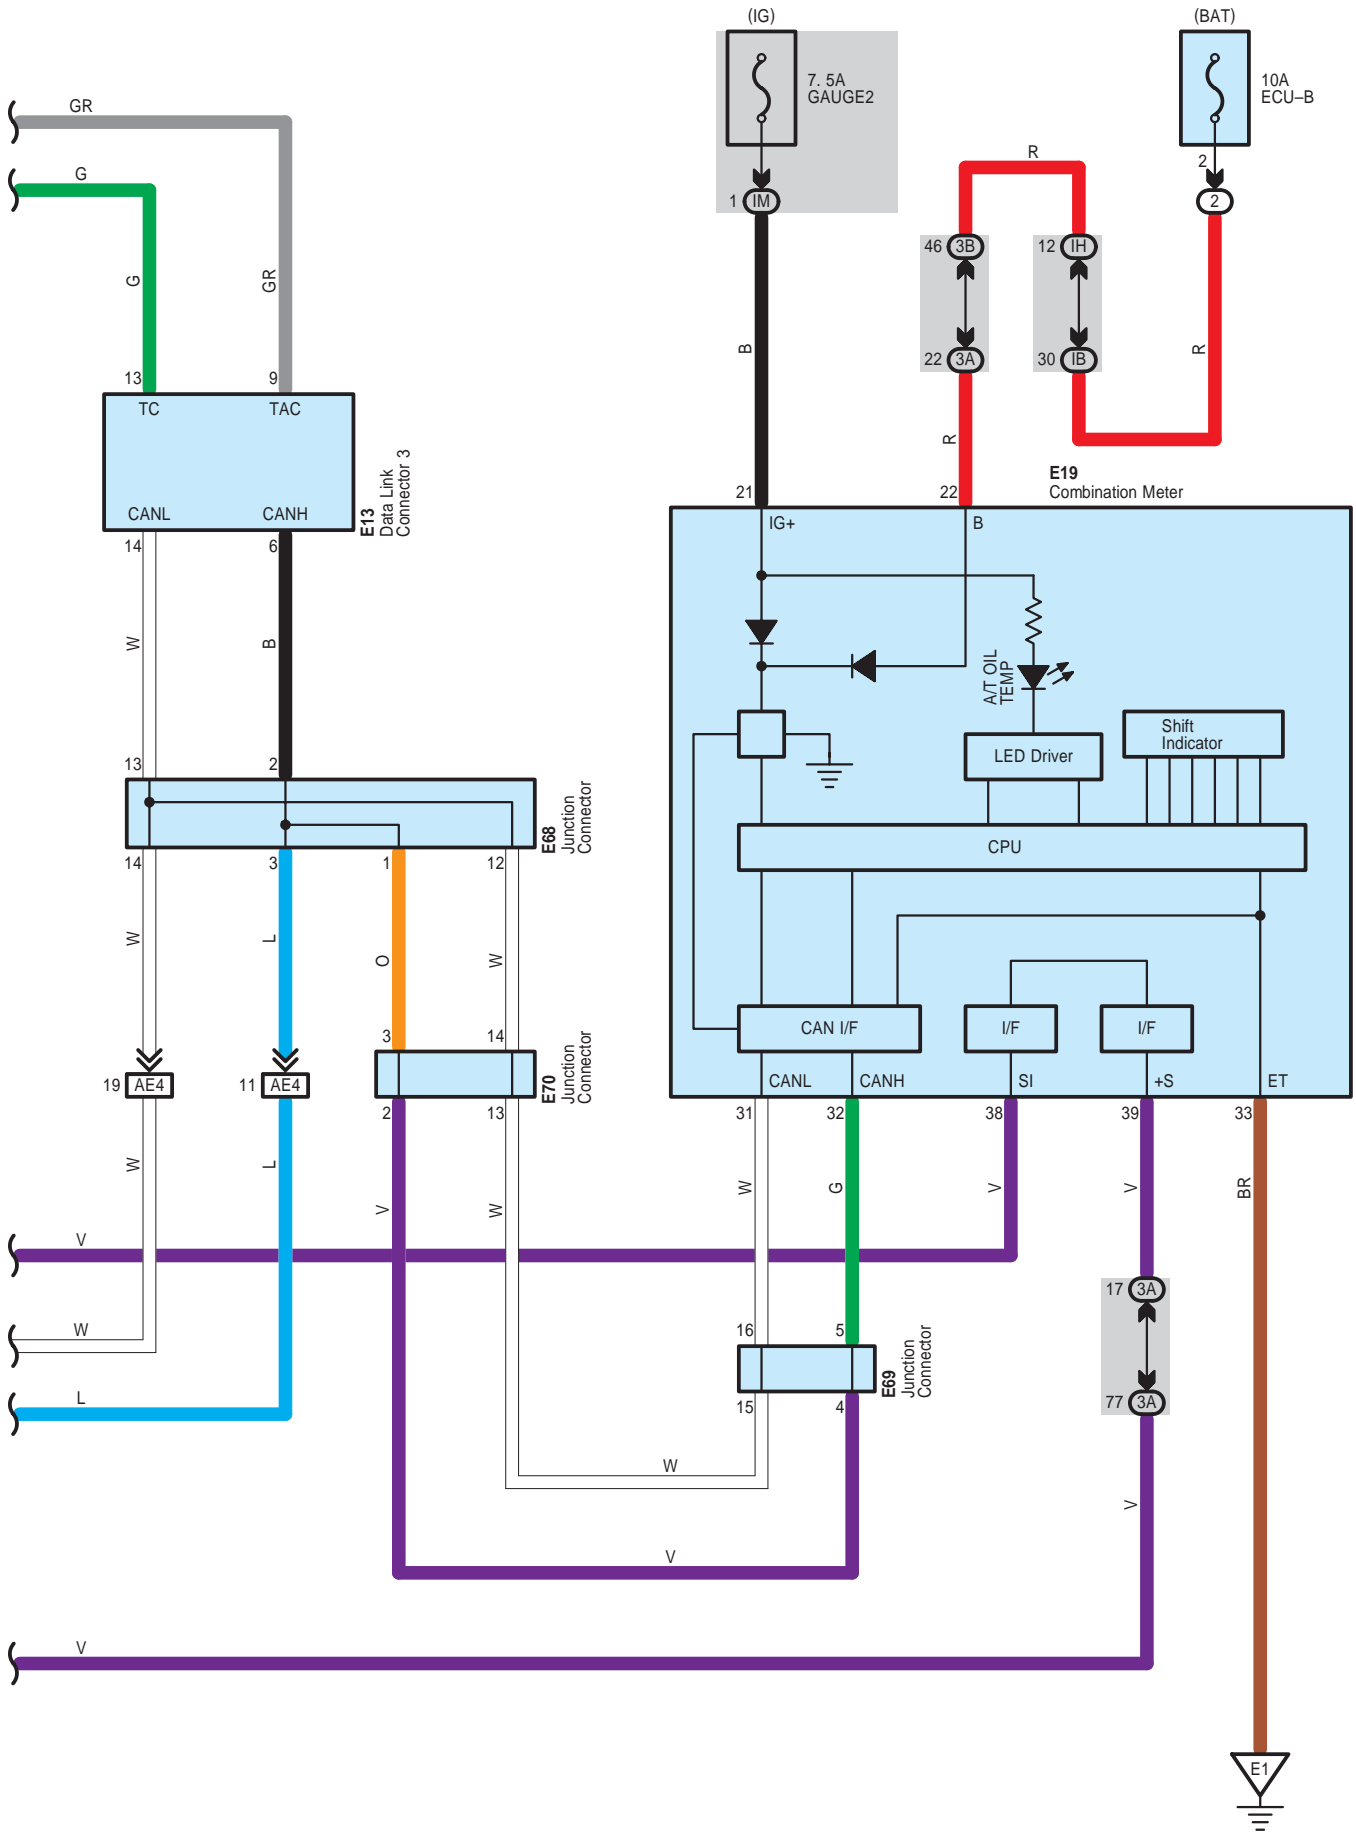 (IG)
(BAT)
7. 5A
GAUGE2
10A
ECU–B
GR
G
2
R
1 IM
2
46 3B
12 IH
G
GR
B
R
22 3A
30 IB
13
9
TC
TAC
R
E13
Data Link
Connector 3
E19
Combination Meter
21
22
CANL
CANH
IG+
B
14
6
W
B
A/T OIL
TEMP
Shift
Indicator
LED Driver
13
2
E68
Junction
Connector
CPU
14
3
1
12
W
L
O
W
3
14
CAN I/F
I/F
I/F
19 AE4
11 AE4
E70
Junction
Connector
CANL
CANH
SI
+S
ET
2
13
31
32
38
39
33
W
L
V
W
W
G
V
V
BR
V
17 3A
W
16
5
E69
Junction
Connector
L
15
4
77 3A
W
V
V
V
E1